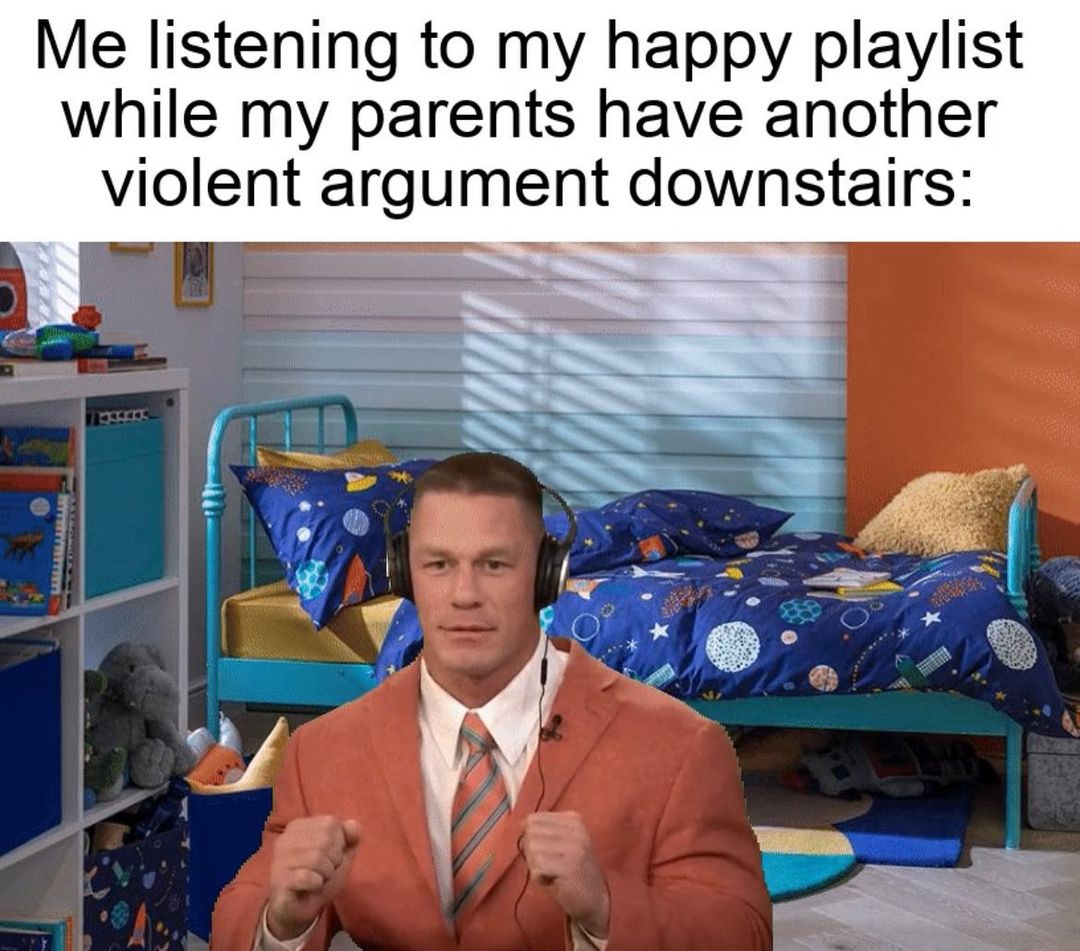 Me listening to my happy playlist
while my parents have another
violent argument downstairs: